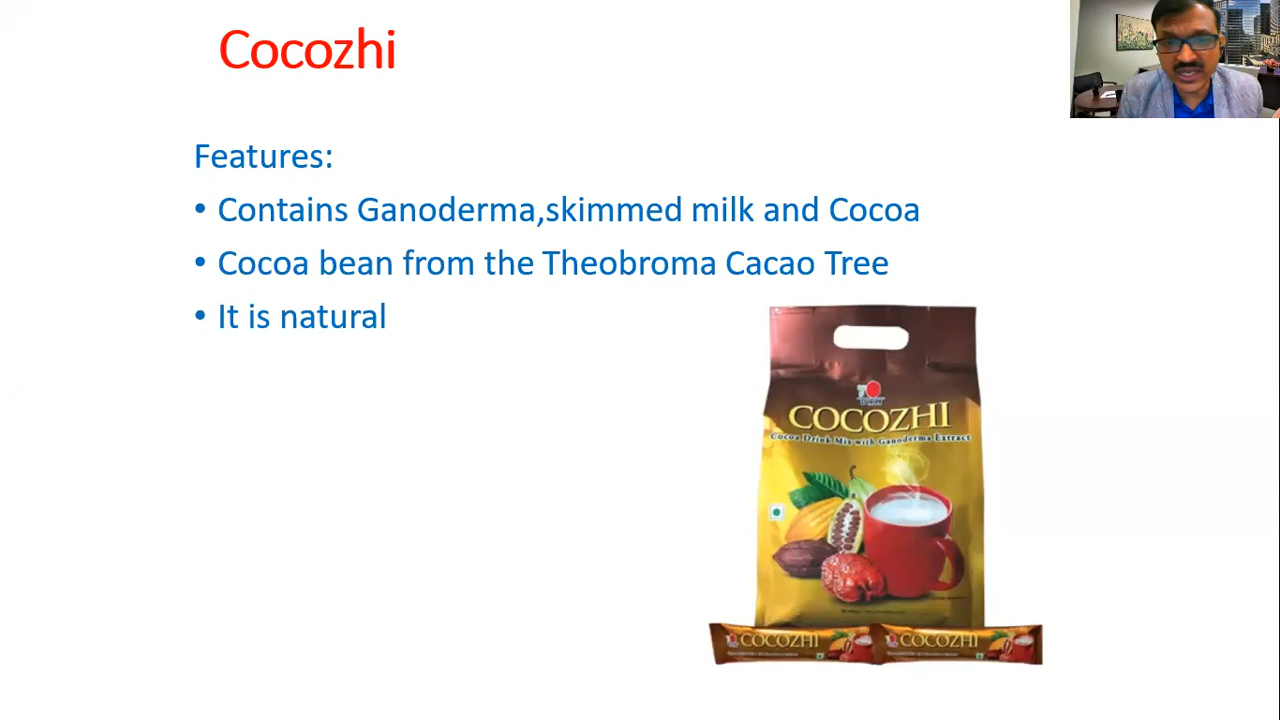 Cocozhi
Features:
• Contains Ganoderma,skimmed milk and Cocoa
• Cocoa bean from the Theobroma Cacao Tree
• It is natural
COCOZHI
Cocoa Drink Mix with Ganoderma Extract
COCOZHI
COCOZHI